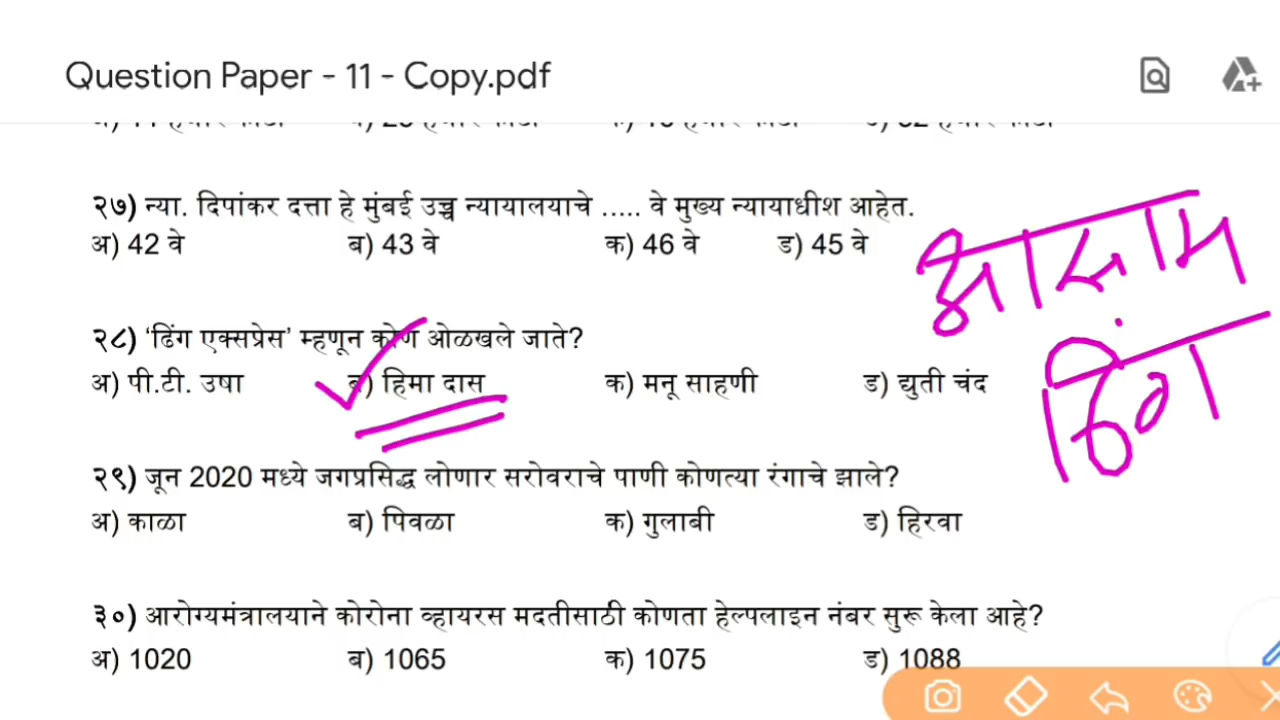 Question Paper - 11 - Copy.pdf
२७) न्या. दिपांकर दत्ता हे मुंबई उच्च न्यायालयाचे ..... वे मुख्य न्यायाधीश आहेत.
अ) 42 वे ब) 43 वे क) 46 वे ड) 45 वे
आसाम
२८) 'ढिंग एक्सप्रेस' म्हणून कोण ओळखले जाते?
अ) पी.टी. उषा ब) हिमा दास क) मनू साहणी ड) द्युती चंद
ढिंग
२९) जून 2020 मध्ये जगप्रसिद्ध लोणार सरोवराचे पाणी कोणत्या रंगाचे झाले?
अ) काळा ब) पिवळा क) गुलाबी ड) हिरवा
३०) आरोग्यमंत्रालयाने कोरोना व्हायरस मदतीसाठी कोणता हेल्पलाइन नंबर सुरू केला आहे?
अ) 1020 ब) 1065 क) 1075 ड) 1088